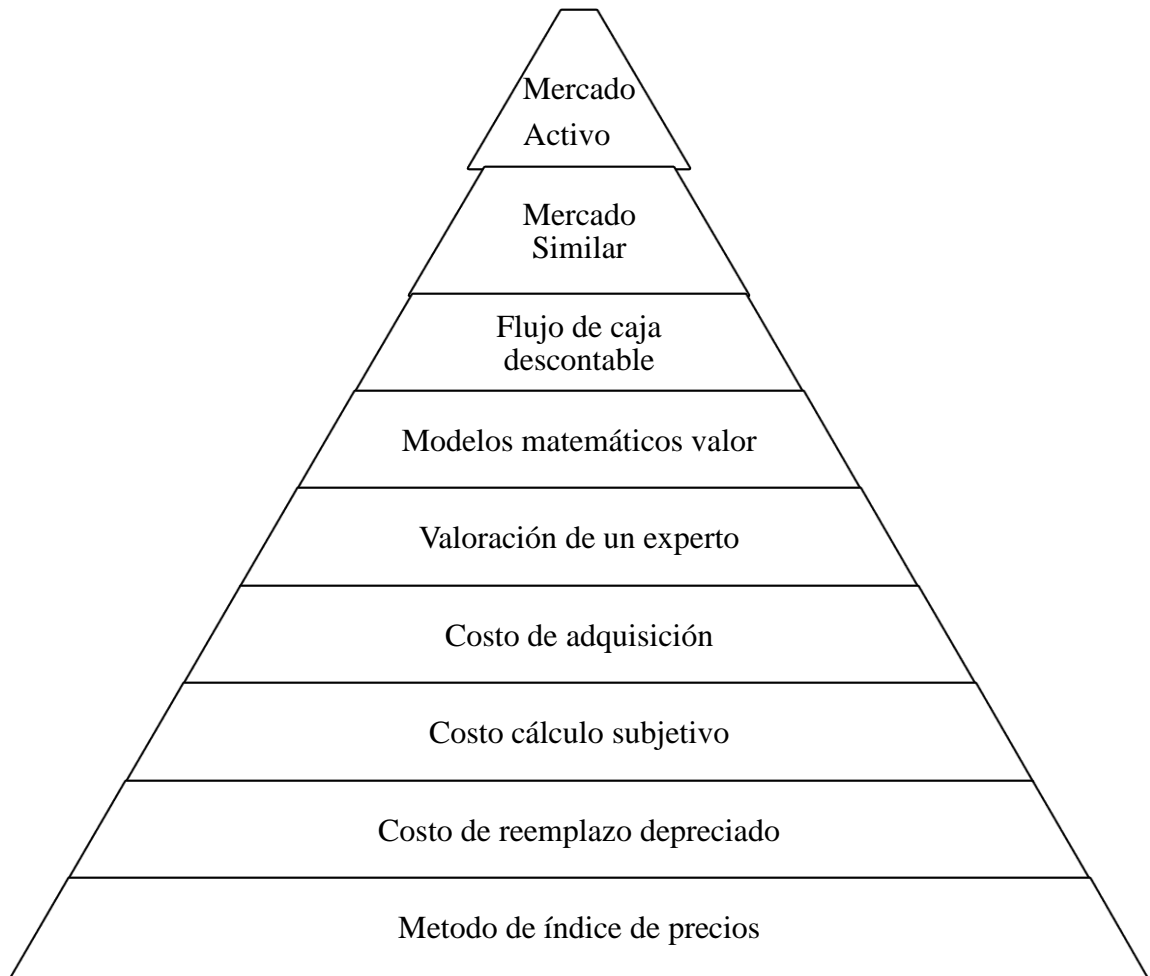 Mercado
Activo
Mercado
Similar
Flujo de caja
descontable
Modelos matemáticos valor
Valoración de un experto
Costo de adquisición
Costo cálculo subjetivo
Costo de reemplazo depreciado
Metodo de índice de precios